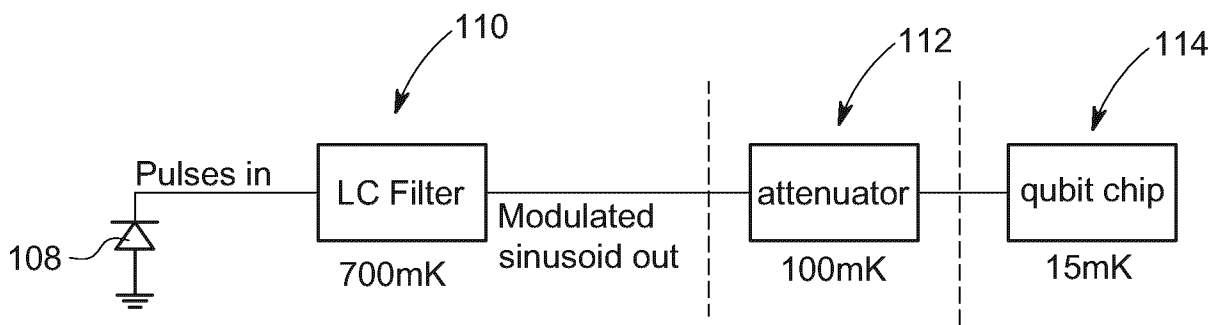 110
112
114
Pulses in
LC Filter
attenuator
qubit chip
Modulated
sinusoid out
108
700mK
100mK
15mK